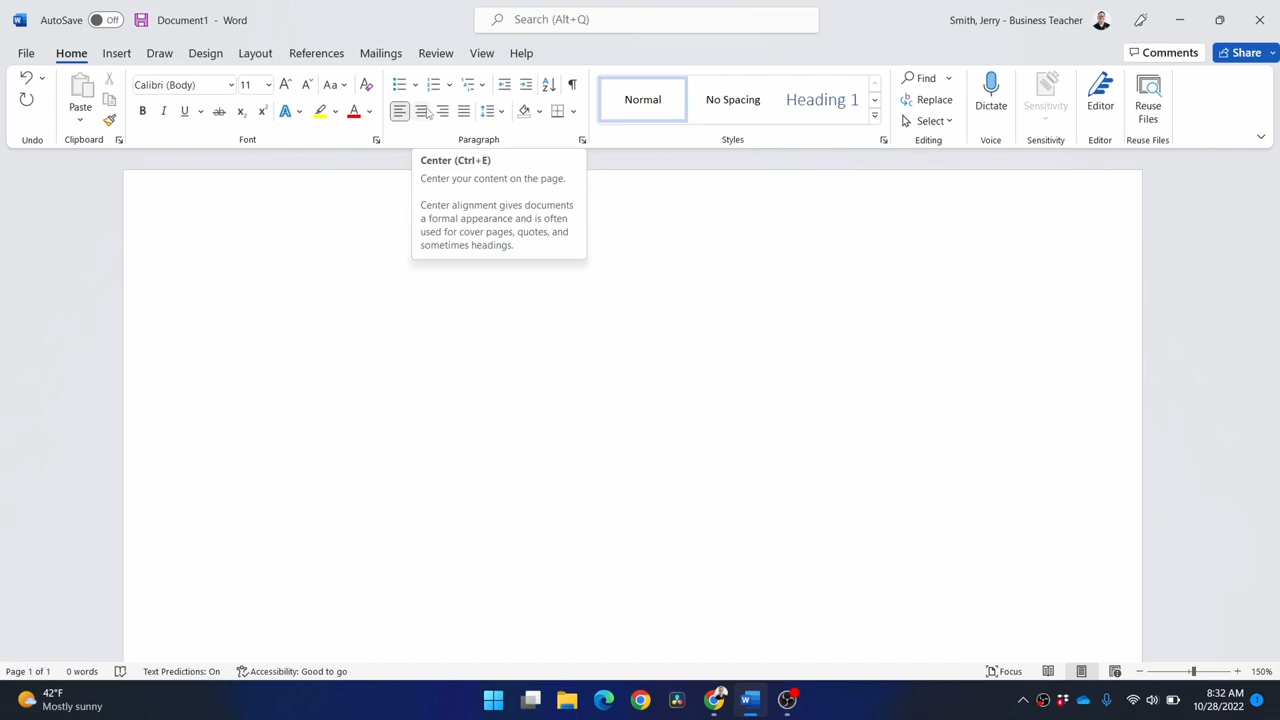 AutoSave Off Document1 - Word Search (Alt+Q) Smith, Jerry - Business Teacher
File Home Insert Draw Design Layout References Mailings Review View Help Comments Share
Calibri (Body) 11 Aa Find
Paste Normal No Spacing Heading 1 Replace Dictate Sensitivity Editor Reuse
Files
B I U ab x² A A Select
Undo Clipboard Font Paragraph Styles Editing Voice Sensitivity Editor Reuse Files
Center (Ctrl+E)
Center your content on the page.
Center alignment gives documents
a formal appearance and is often
used for cover pages, quotes, and
sometimes headings.
Page 1 of 1 0 words Text Predictions: On Accessibility: Good to go Focus 150%
42°F
Mostly sunny
8:32 AM
10/28/2022
1